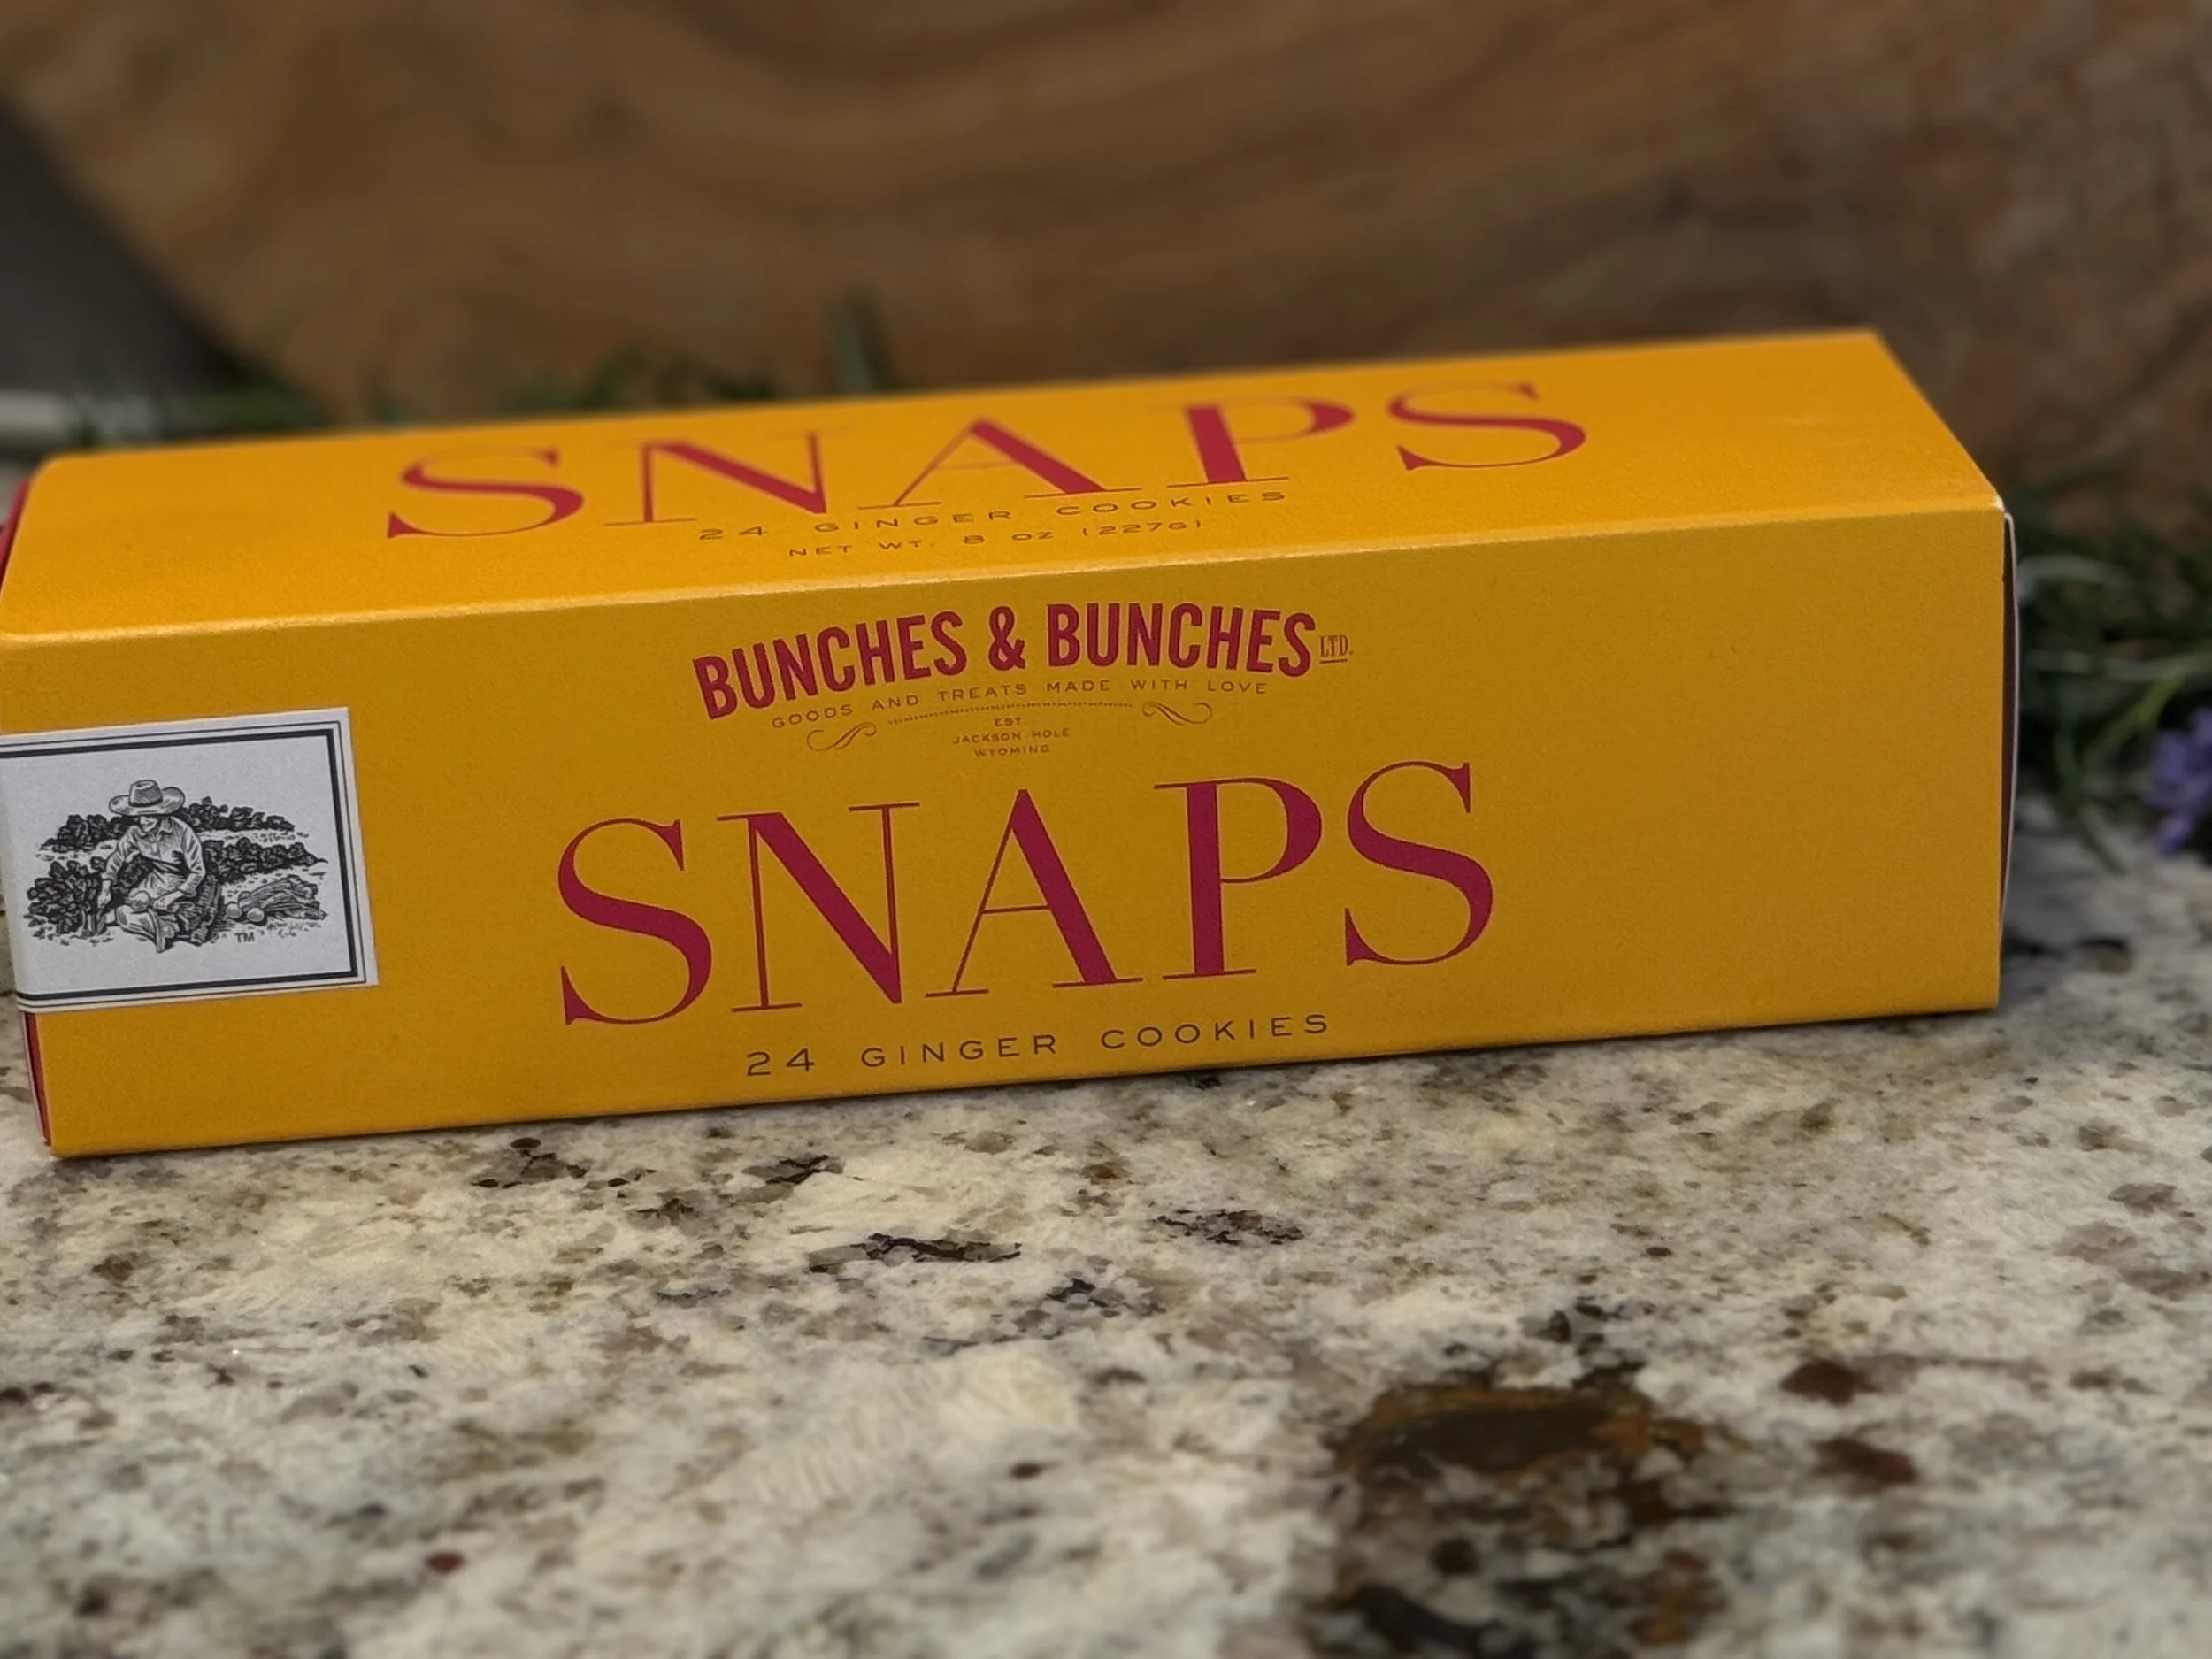 SNAPS
24 GINGER COOKIES
NET WT. 8 OZ (227G)
BUNCHES & BUNCHES LTD.
GOODS AND TREATS MADE WITH LOVE
EST
JACKSON HOLE
WYOMING
SNAPS
24 GINGER COOKIES
TM